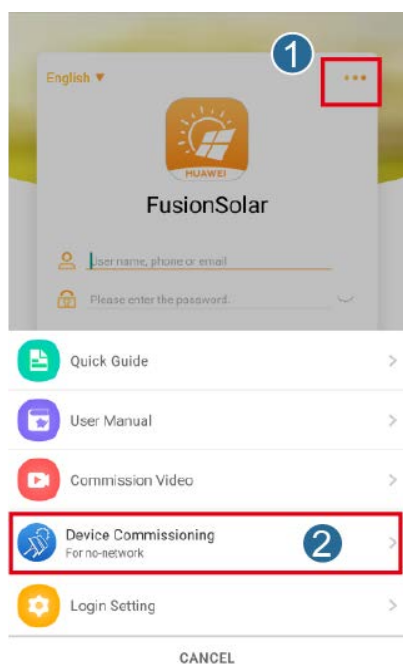 1
English ▼
HUAWEI
FusionSolar
User name, phone or email
Please enter the password.
Quick Guide
User Manual
Commission Video
Device Commissioning
For no-network
2
Login Setting
CANCEL